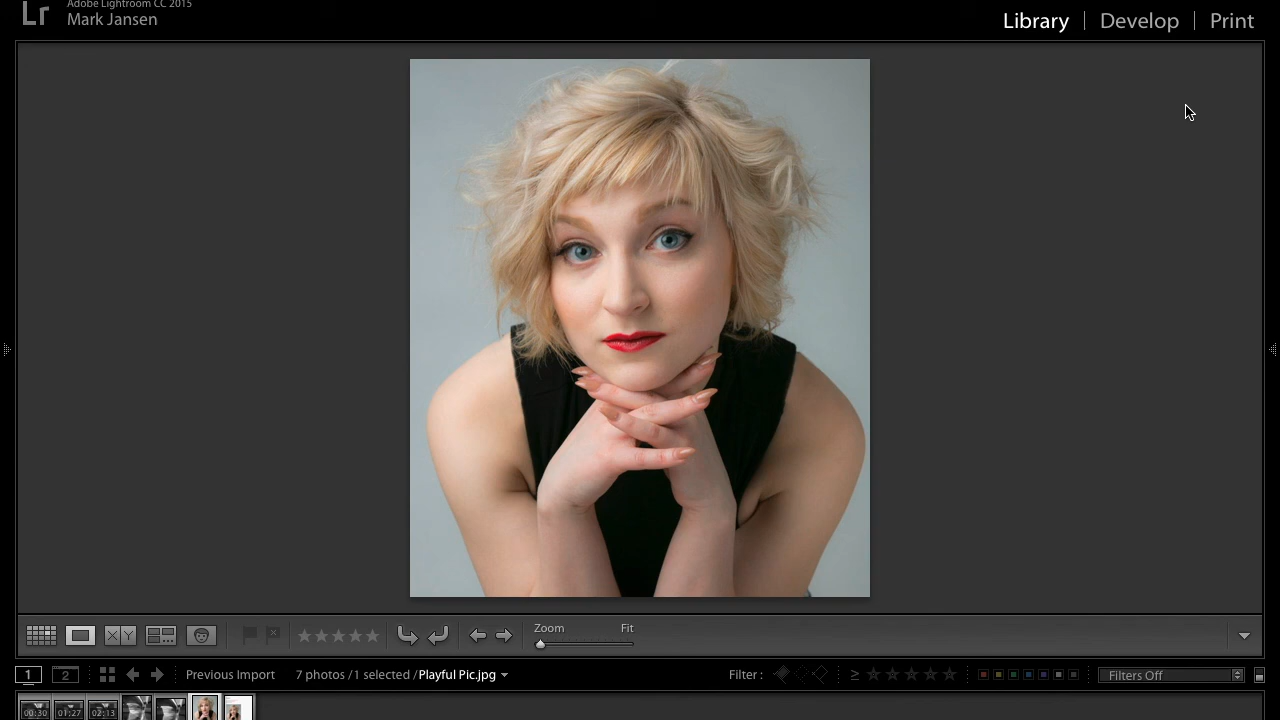 Lr
Adobe Lightroom CC 2015
Mark Jansen
Library | Develop | Print
Zoom Fit
1 2 Previous Import 7 photos / 1 selected / Playful Pic.jpg Filter : ≥ Filters Off
00:30 01:27 02:13